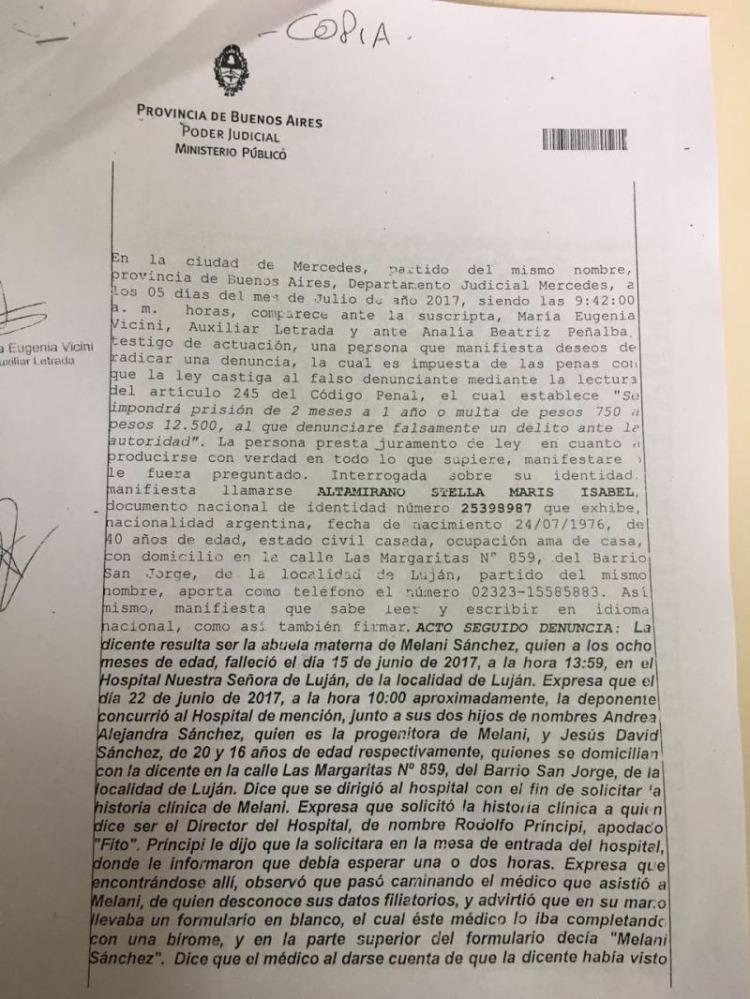 - COPIA.
PROVINCIA DE BUENOS AIRES
PODER JUDICIAL
MINISTERIO PÚBLICO
En la ciudad de Mercedes, partido del mismo nombre,
provincia de Buenos Aires, Departamento Judicial Mercedes, a
los 05 dias del mes de Julio de año 2017, siendo las 9:42:00
a. m. horas, comparece ante la suscripta, María Eugenia
Vicini, Auxiliar Letrada y ante Analía Beatriz Peñalba,
testigo de actuación, una persona que manifiesta deseos de
radicar una denuncia, la cual es impuesta de las penas con
que la ley castiga al falso denunciante mediante la lectura
del artículo 245 del Código Penal, el cual establece "Se
impondrá prisión de 2 meses a 1 año o multa de pesos 750 a
pesos 12.500, al que denunciare falsamente un delito ante la
autoridad". La persona presta juramento de ley en cuanto a
producirse con verdad en todo lo que supiere, manifestare y
le fuera preguntado. Interrogada sobre su identidad
manifiesta llamarse ALTAMIRANO STELLA MARIS ISABEL,
documento nacional de identidad número 25398987 que exhibe,
nacionalidad argentina, fecha de nacimiento 24/07/1976, de
40 años de edad, estado civil casada, ocupación ama de casa,
con domicilio en la calle Las Margaritas Nº 859, del Barrio
San Jorge, de la localidad de Luján, partido del mismo
nombre, aporta como teléfono el número 02323-15585883. Así
mismo, manifiesta que sabe leer y escribir en idioma
nacional, como así también firmar. ACTO SEGUIDO DENUNCIA: La
dicente resulta ser la abuela materna de Melani Sánchez, quien a los ocho
meses de edad, falleció el día 15 de junio de 2017, a la hora 13:59, en el
Hospital Nuestra Señora de Luján, de la localidad de Luján. Expresa que el
día 22 de junio de 2017, a la hora 10:00 aproximadamente, la deponente
concurrió al Hospital de mención, junto a sus dos hijos de nombres Andrea
Alejandra Sánchez, quien es la progenitora de Melani, y Jesús David
Sánchez, de 20 y 16 años de edad respectivamente, quienes se domicilian
con la dicente en la calle Las Margaritas Nº 859, del Barrio San Jorge, de la
localidad de Luján. Dice que se dirigió al hospital con el fin de solicitar la
historia clínica de Melani. Expresa que solicitó la historia clínica a quien
dice ser el Director del Hospital, de nombre Rodolfo Príncipi, apodado
"Fito". Príncipi le dijo que la solicitara en la mesa de entrada del hospital,
donde le informaron que debía esperar una o dos horas. Expresa que
encontrándose allí, observó que pasó caminando el médico que asistió a
Melani, de quien desconoce sus datos filiatorios, y advirtió que en su mano
llevaba un formulario en blanco, el cual éste médico lo iba completando
con una birome, y en la parte superior del formulario decía "Melani
Sánchez". Dice que el médico al darse cuenta de que la dicente había visto
a Eugenia Vicini
uxiliar Letrada